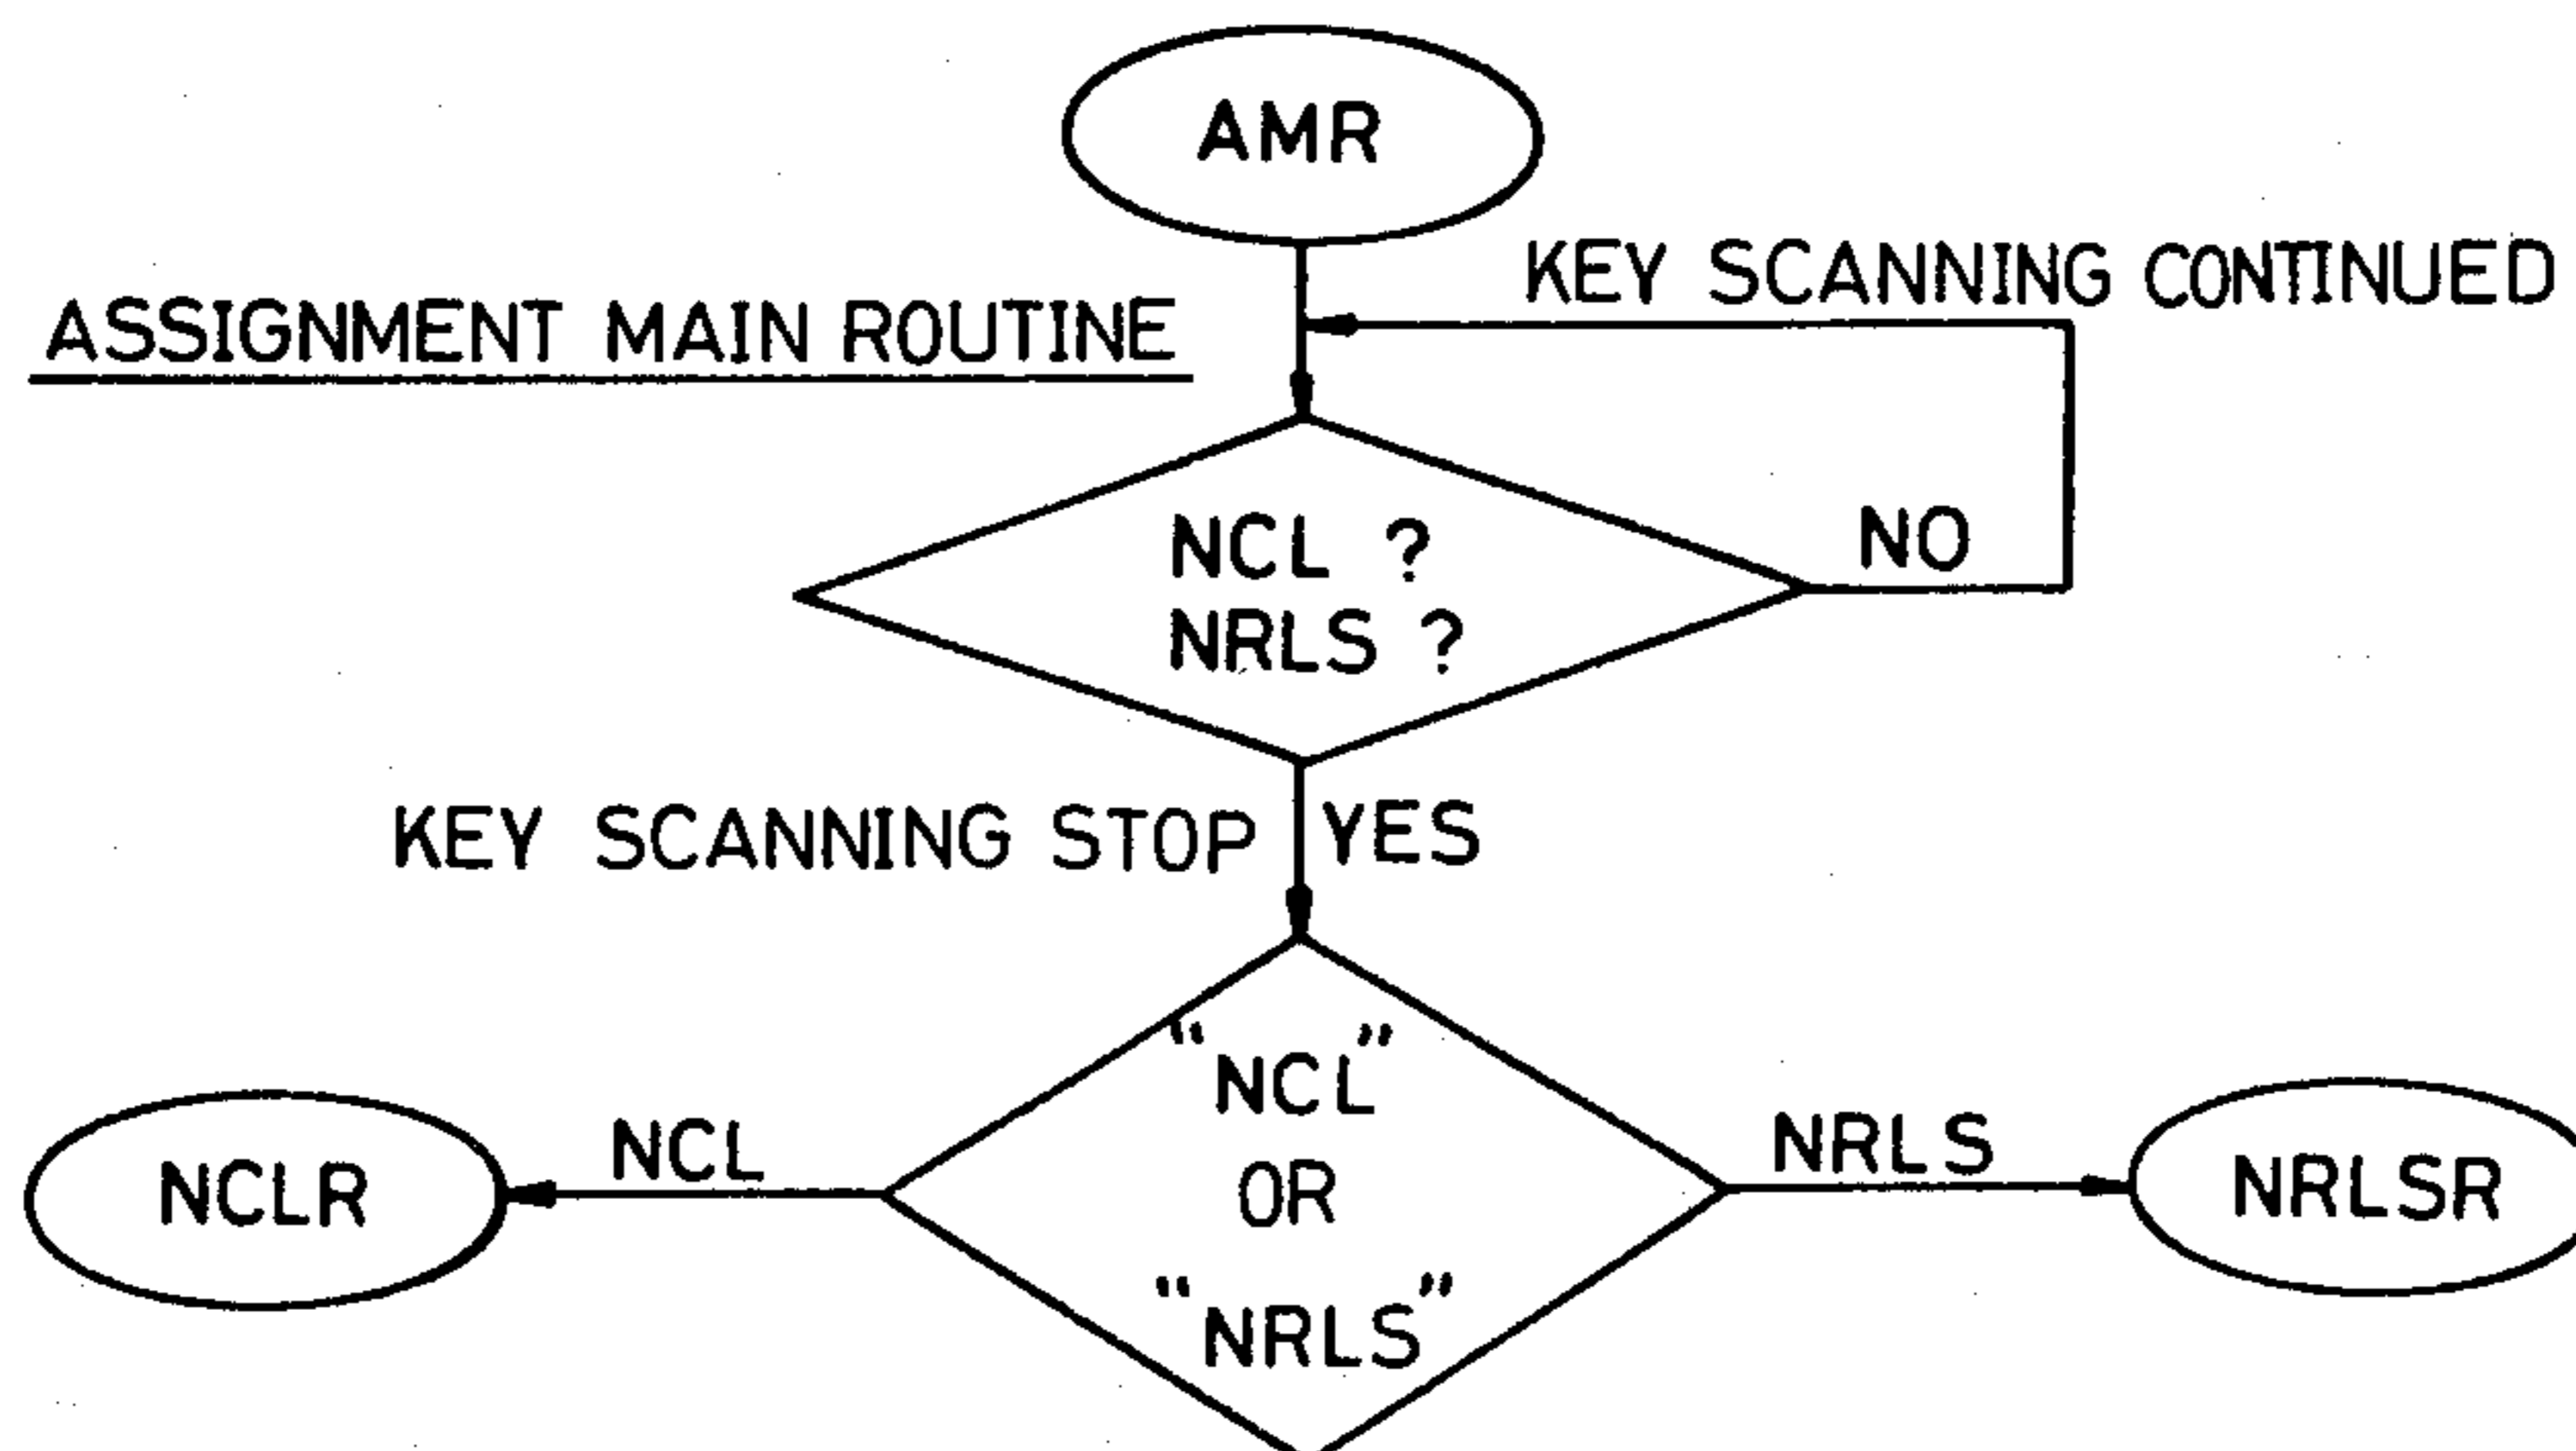 AMR
KEY SCANNING CONTINUED
ASSIGNMENT MAIN ROUTINE
NCL ?
NRLS ?
NO
KEY SCANNING STOP
YES
"NCL"
OR
"NRLS"
NCL
NCLR
NRLS
NRLSR